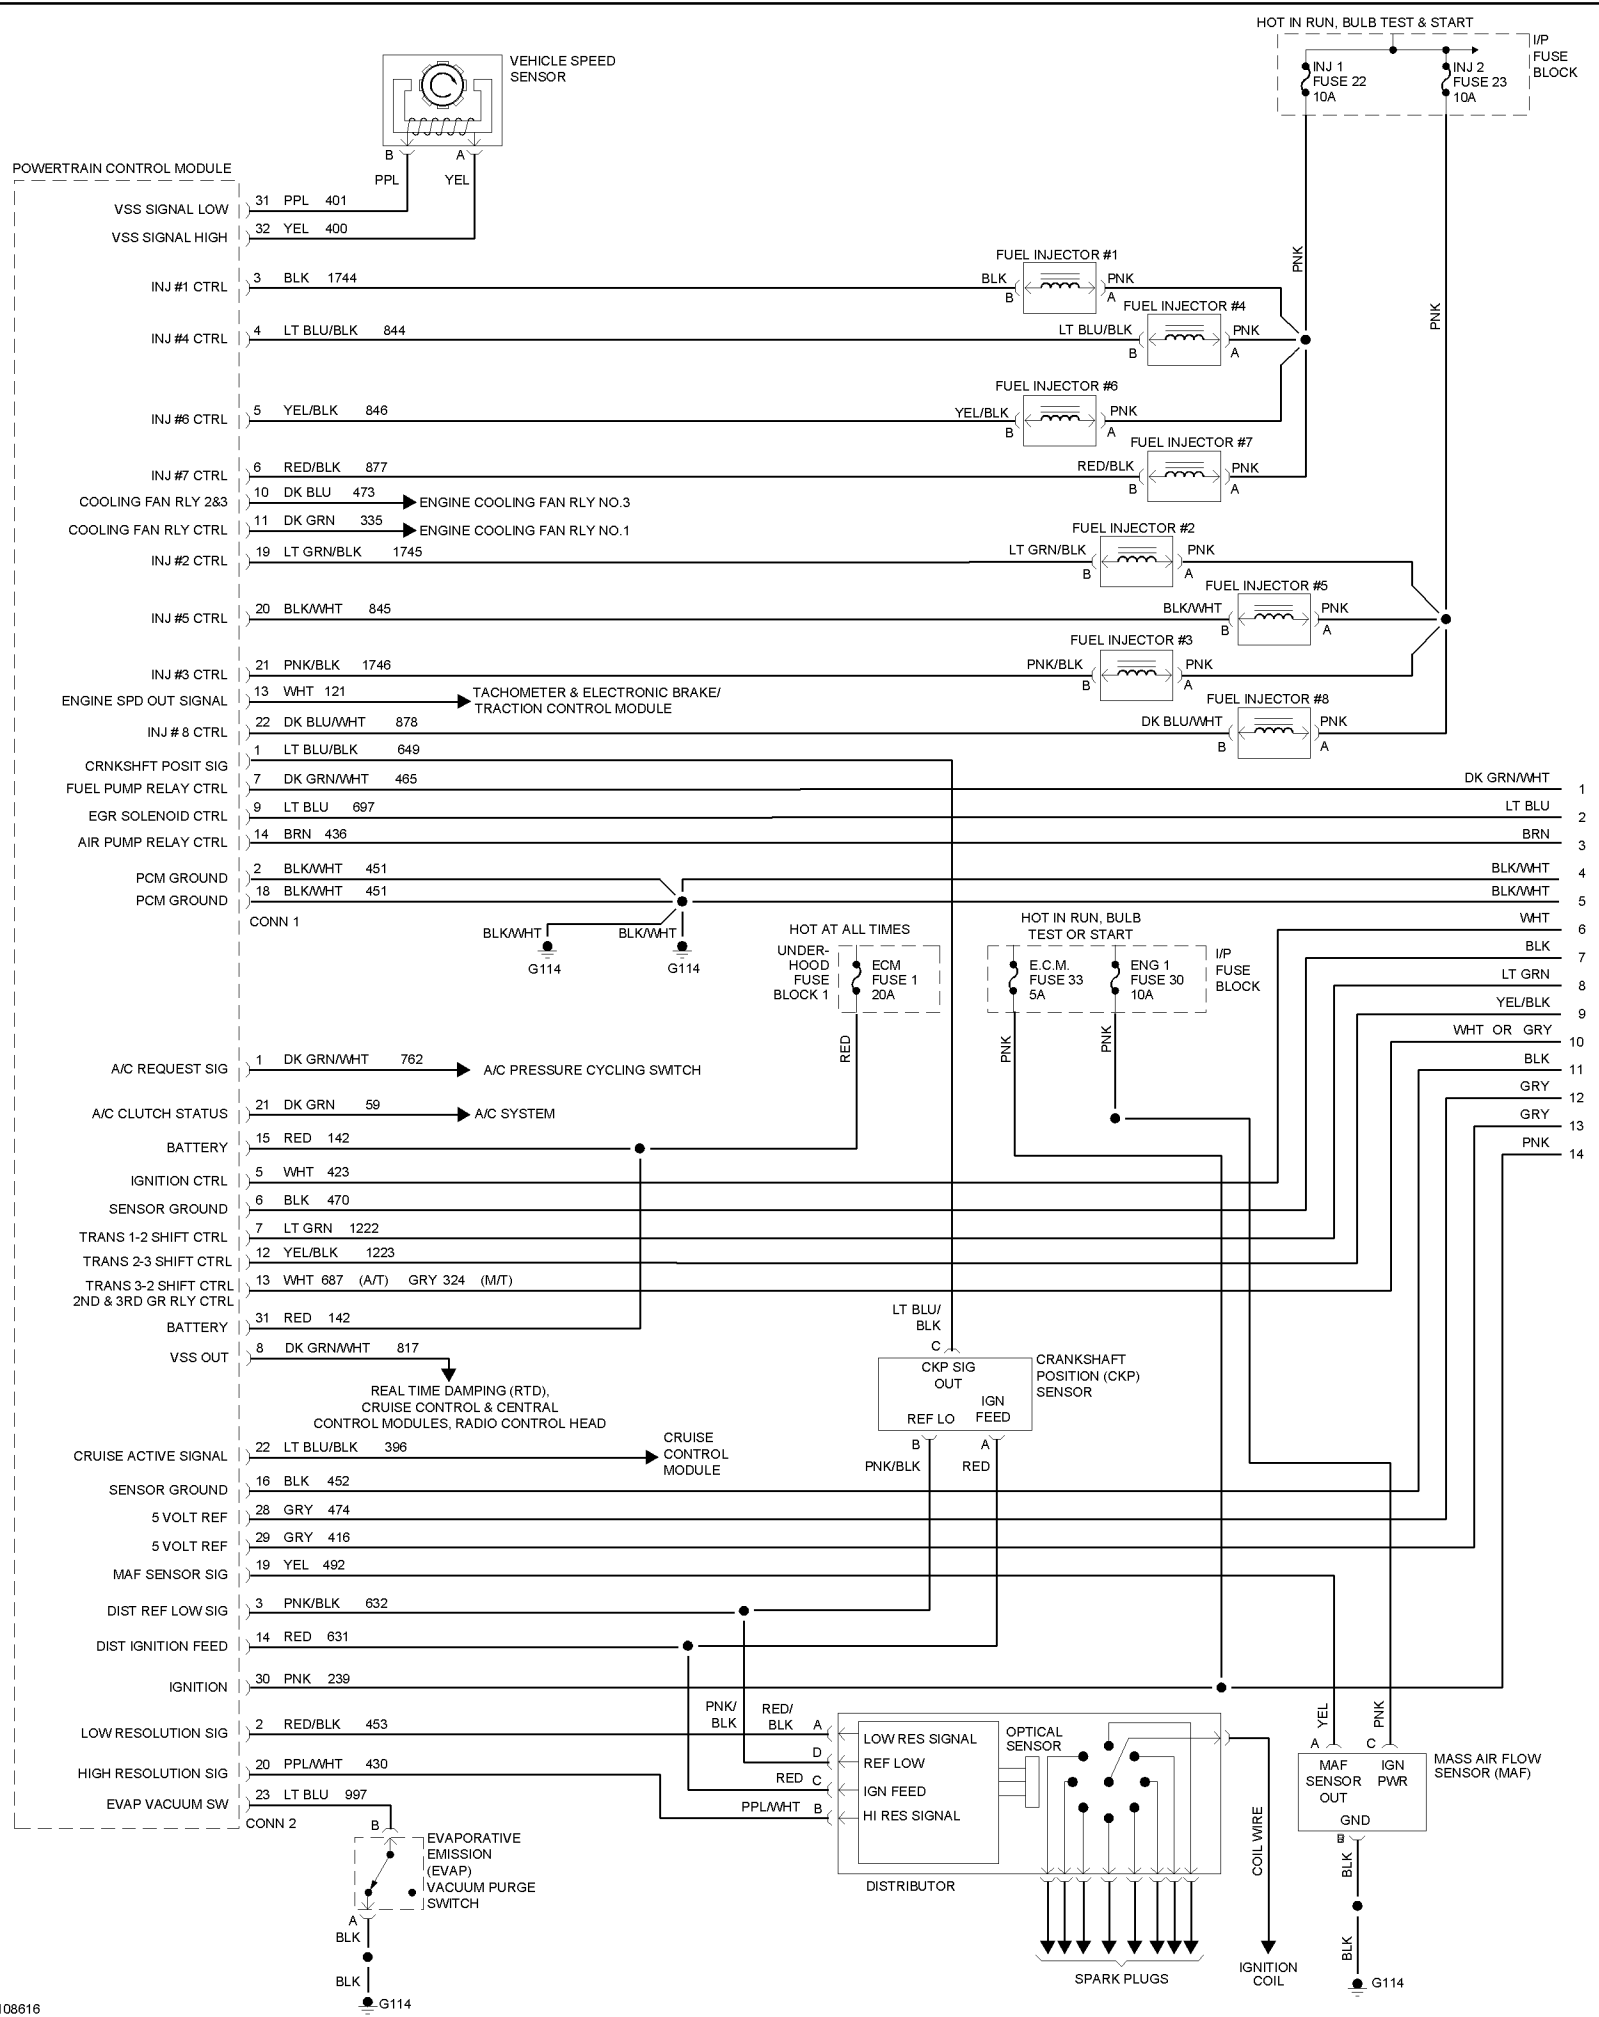 HOT IN RUN, BULB TEST & START
I/P
FUSE
BLOCK
INJ 1
FUSE 22
10A
INJ 2
FUSE 23
10A
VEHICLE SPEED
SENSOR
B
A
PPL
YEL
POWERTRAIN CONTROL MODULE
VSS SIGNAL LOW 31 PPL 401
VSS SIGNAL HIGH 32 YEL 400
PNK
PNK
FUEL INJECTOR #1
INJ #1 CTRL 3 BLK 1744 BLK B PNK A
FUEL INJECTOR #4
INJ #4 CTRL 4 LT BLU/BLK 844 LT BLU/BLK B PNK A
FUEL INJECTOR #6
INJ #6 CTRL 5 YEL/BLK 846 YEL/BLK B PNK A
FUEL INJECTOR #7
INJ #7 CTRL 6 RED/BLK 877 RED/BLK B PNK A
COOLING FAN RLY 2&3 10 DK BLU 473 ENGINE COOLING FAN RLY NO.3
COOLING FAN RLY CTRL 11 DK GRN 335 ENGINE COOLING FAN RLY NO.1
FUEL INJECTOR #2
INJ #2 CTRL 19 LT GRN/BLK 1745 LT GRN/BLK B PNK A
FUEL INJECTOR #5
INJ #5 CTRL 20 BLK/WHT 845 BLK/WHT B PNK A
FUEL INJECTOR #3
INJ #3 CTRL 21 PNK/BLK 1746 PNK/BLK B PNK A
ENGINE SPD OUT SIGNAL 13 WHT 121 TACHOMETER & ELECTRONIC BRAKE/
TRACTION CONTROL MODULE
FUEL INJECTOR #8
INJ # 8 CTRL 22 DK BLU/WHT 878 DK BLU/WHT B PNK A
CRNKSHFT POSIT SIG 1 LT BLU/BLK 649
FUEL PUMP RELAY CTRL 7 DK GRN/WHT 465 DK GRN/WHT 1
EGR SOLENOID CTRL 9 LT BLU 697 LT BLU 2
AIR PUMP RELAY CTRL 14 BRN 436 BRN 3
PCM GROUND 2 BLK/WHT 451 BLK/WHT 4
PCM GROUND 18 BLK/WHT 451 BLK/WHT 5
CONN 1
WHT 6
BLK 7
LT GRN 8
YEL/BLK 9
WHT OR GRY 10
BLK 11
GRY 12
GRY 13
PNK 14
BLK/WHT
G114
BLK/WHT
G114
HOT AT ALL TIMES
UNDER-
HOOD
FUSE
BLOCK 1
ECM
FUSE 1
20A
RED
HOT IN RUN, BULB
TEST OR START
E.C.M.
FUSE 33
5A
ENG 1
FUSE 30
10A
I/P
FUSE
BLOCK
PNK
PNK
A/C REQUEST SIG 1 DK GRN/WHT 762 A/C PRESSURE CYCLING SWITCH
A/C CLUTCH STATUS 21 DK GRN 59 A/C SYSTEM
BATTERY 15 RED 142
IGNITION CTRL 5 WHT 423
SENSOR GROUND 6 BLK 470
TRANS 1-2 SHIFT CTRL 7 LT GRN 1222
TRANS 2-3 SHIFT CTRL 12 YEL/BLK 1223
TRANS 3-2 SHIFT CTRL 13 WHT 687 (A/T) GRY 324 (M/T)
2ND & 3RD GR RLY CTRL
BATTERY 31 RED 142
VSS OUT 8 DK GRN/WHT 817
REAL TIME DAMPING (RTD),
CRUISE CONTROL & CENTRAL
CONTROL MODULES, RADIO CONTROL HEAD
LT BLU/
BLK
C
CKP SIG
OUT
IGN
FEED
REF LO
CRANKSHAFT
POSITION (CKP)
SENSOR
B
A
PNK/BLK
RED
CRUISE ACTIVE SIGNAL 22 LT BLU/BLK 396
CRUISE
CONTROL
MODULE
SENSOR GROUND 16 BLK 452
5 VOLT REF 28 GRY 474
5 VOLT REF 29 GRY 416
MAF SENSOR SIG 19 YEL 492
DIST REF LOW SIG 3 PNK/BLK 632
DIST IGNITION FEED 14 RED 631
IGNITION 30 PNK 239
LOW RESOLUTION SIG 2 RED/BLK 453
HIGH RESOLUTION SIG 20 PPL/WHT 430
EVAP VACUUM SW 23 LT BLU 997
CONN 2
PNK/
BLK
RED/
BLK
A
D
RED C
PPL/WHT B
LOW RES SIGNAL
REF LOW
IGN FEED
HI RES SIGNAL
OPTICAL
SENSOR
DISTRIBUTOR
SPARK PLUGS
COIL WIRE
IGNITION
COIL
YEL
PNK
A
C
MAF
SENSOR
OUT
IGN
PWR
GND
MASS AIR FLOW
SENSOR (MAF)
B
BLK
BLK
G114
B
EVAPORATIVE
EMISSION
(EVAP)
VACUUM PURGE
SWITCH
A
BLK
BLK
G114
108616